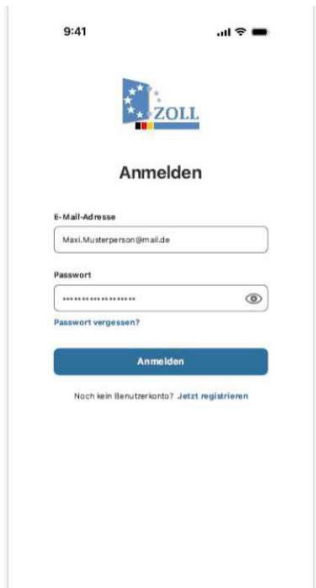 9:41
ZOLL
Anmelden
E-Mail-Adresse
Maxi.Musterperson@mail.de
Passwort
Passwort vergessen?
Anmelden
Noch kein Benutzerkonto? Jetzt registrieren